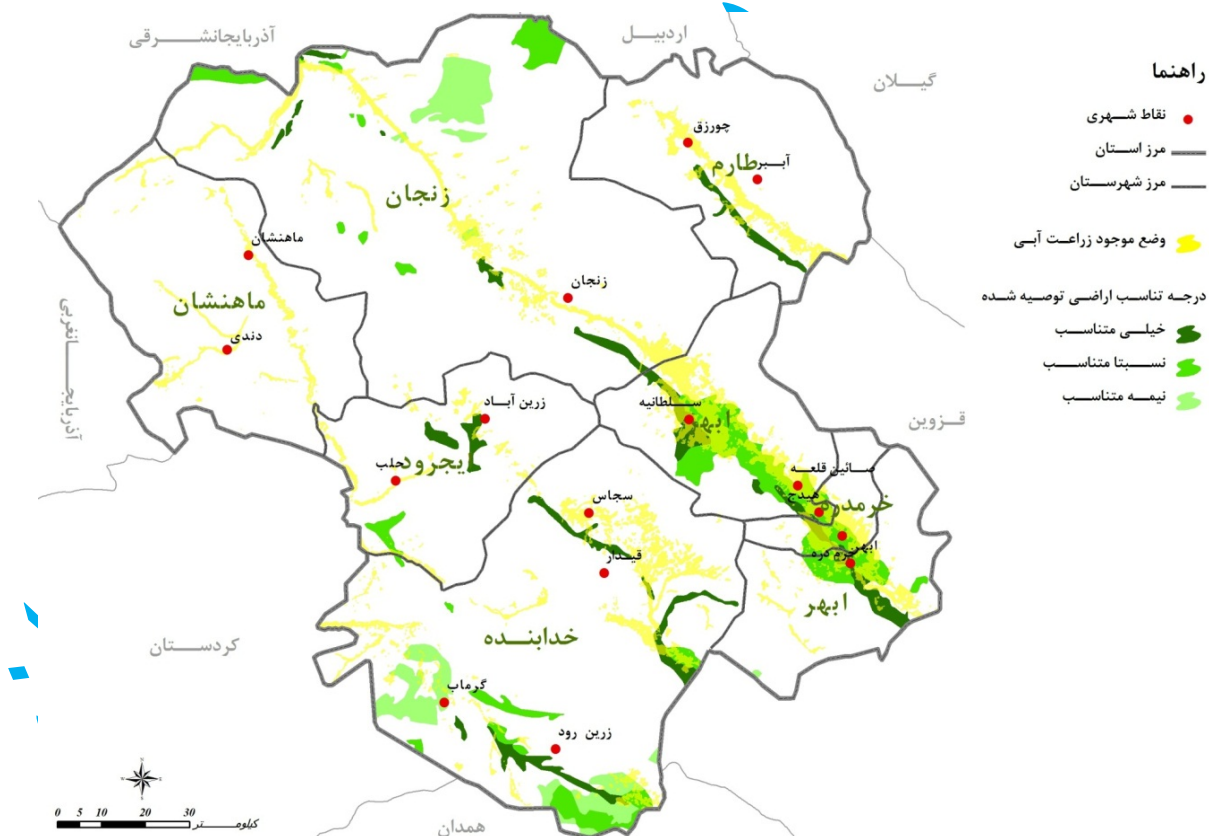 آذربایجانشرقی
اردبیل
گیلان
راهنما
نقاط شهری
مرز استان
مرز شهرستان
وضع موجود زراعت آبی
درجه تناسب اراضی توصیه شده
خیلی متناسب
نسبتا متناسب
نیمه متناسب
چورزق
طارم
آببر
زنجان
ماهنشان
زنجان
ماهنشان
دندی
آذربایجانغربی
سلطانیه
ابهر
قزوین
زرین آباد
یجرود
حلب
صائین قلعه
هیدج
خرمدره
سجاس
ابهر
خرم دره
قیدار
ابهر
خدابنده
کردستان
گرماب
زرین رود
همدان
N
W E
S
0 5 10 20 30
کیلومتر